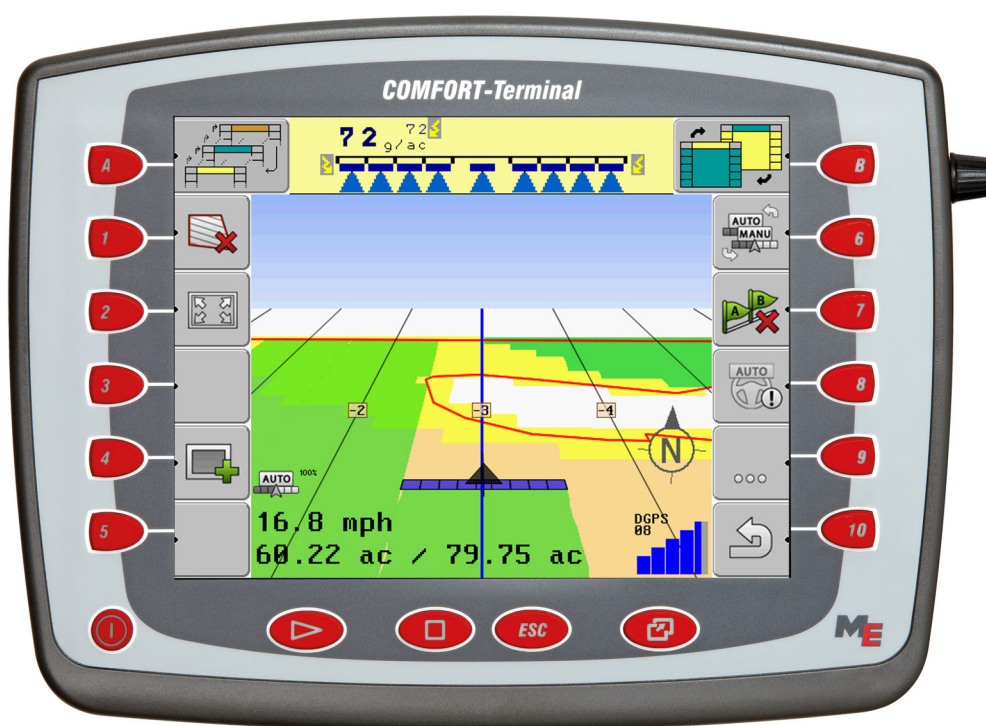 COMFORT-Terminal
A
72 72
g/ac
B
1
AUTO
MANU
6
2
A B
7
3
AUTO
8
-2 -3 -4
4
AUTO 100%
N
9
5
16.8 mph
DGPS
08
10
60.22 ac / 79.75 ac
ESC
ME